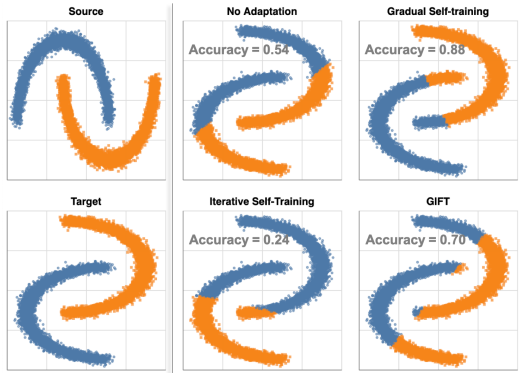 Source
No Adaptation
Gradual Self-training
Accuracy = 0.54
Accuracy = 0.88
Target
Iterative Self-Training
GIFT
Accuracy = 0.24
Accuracy = 0.70